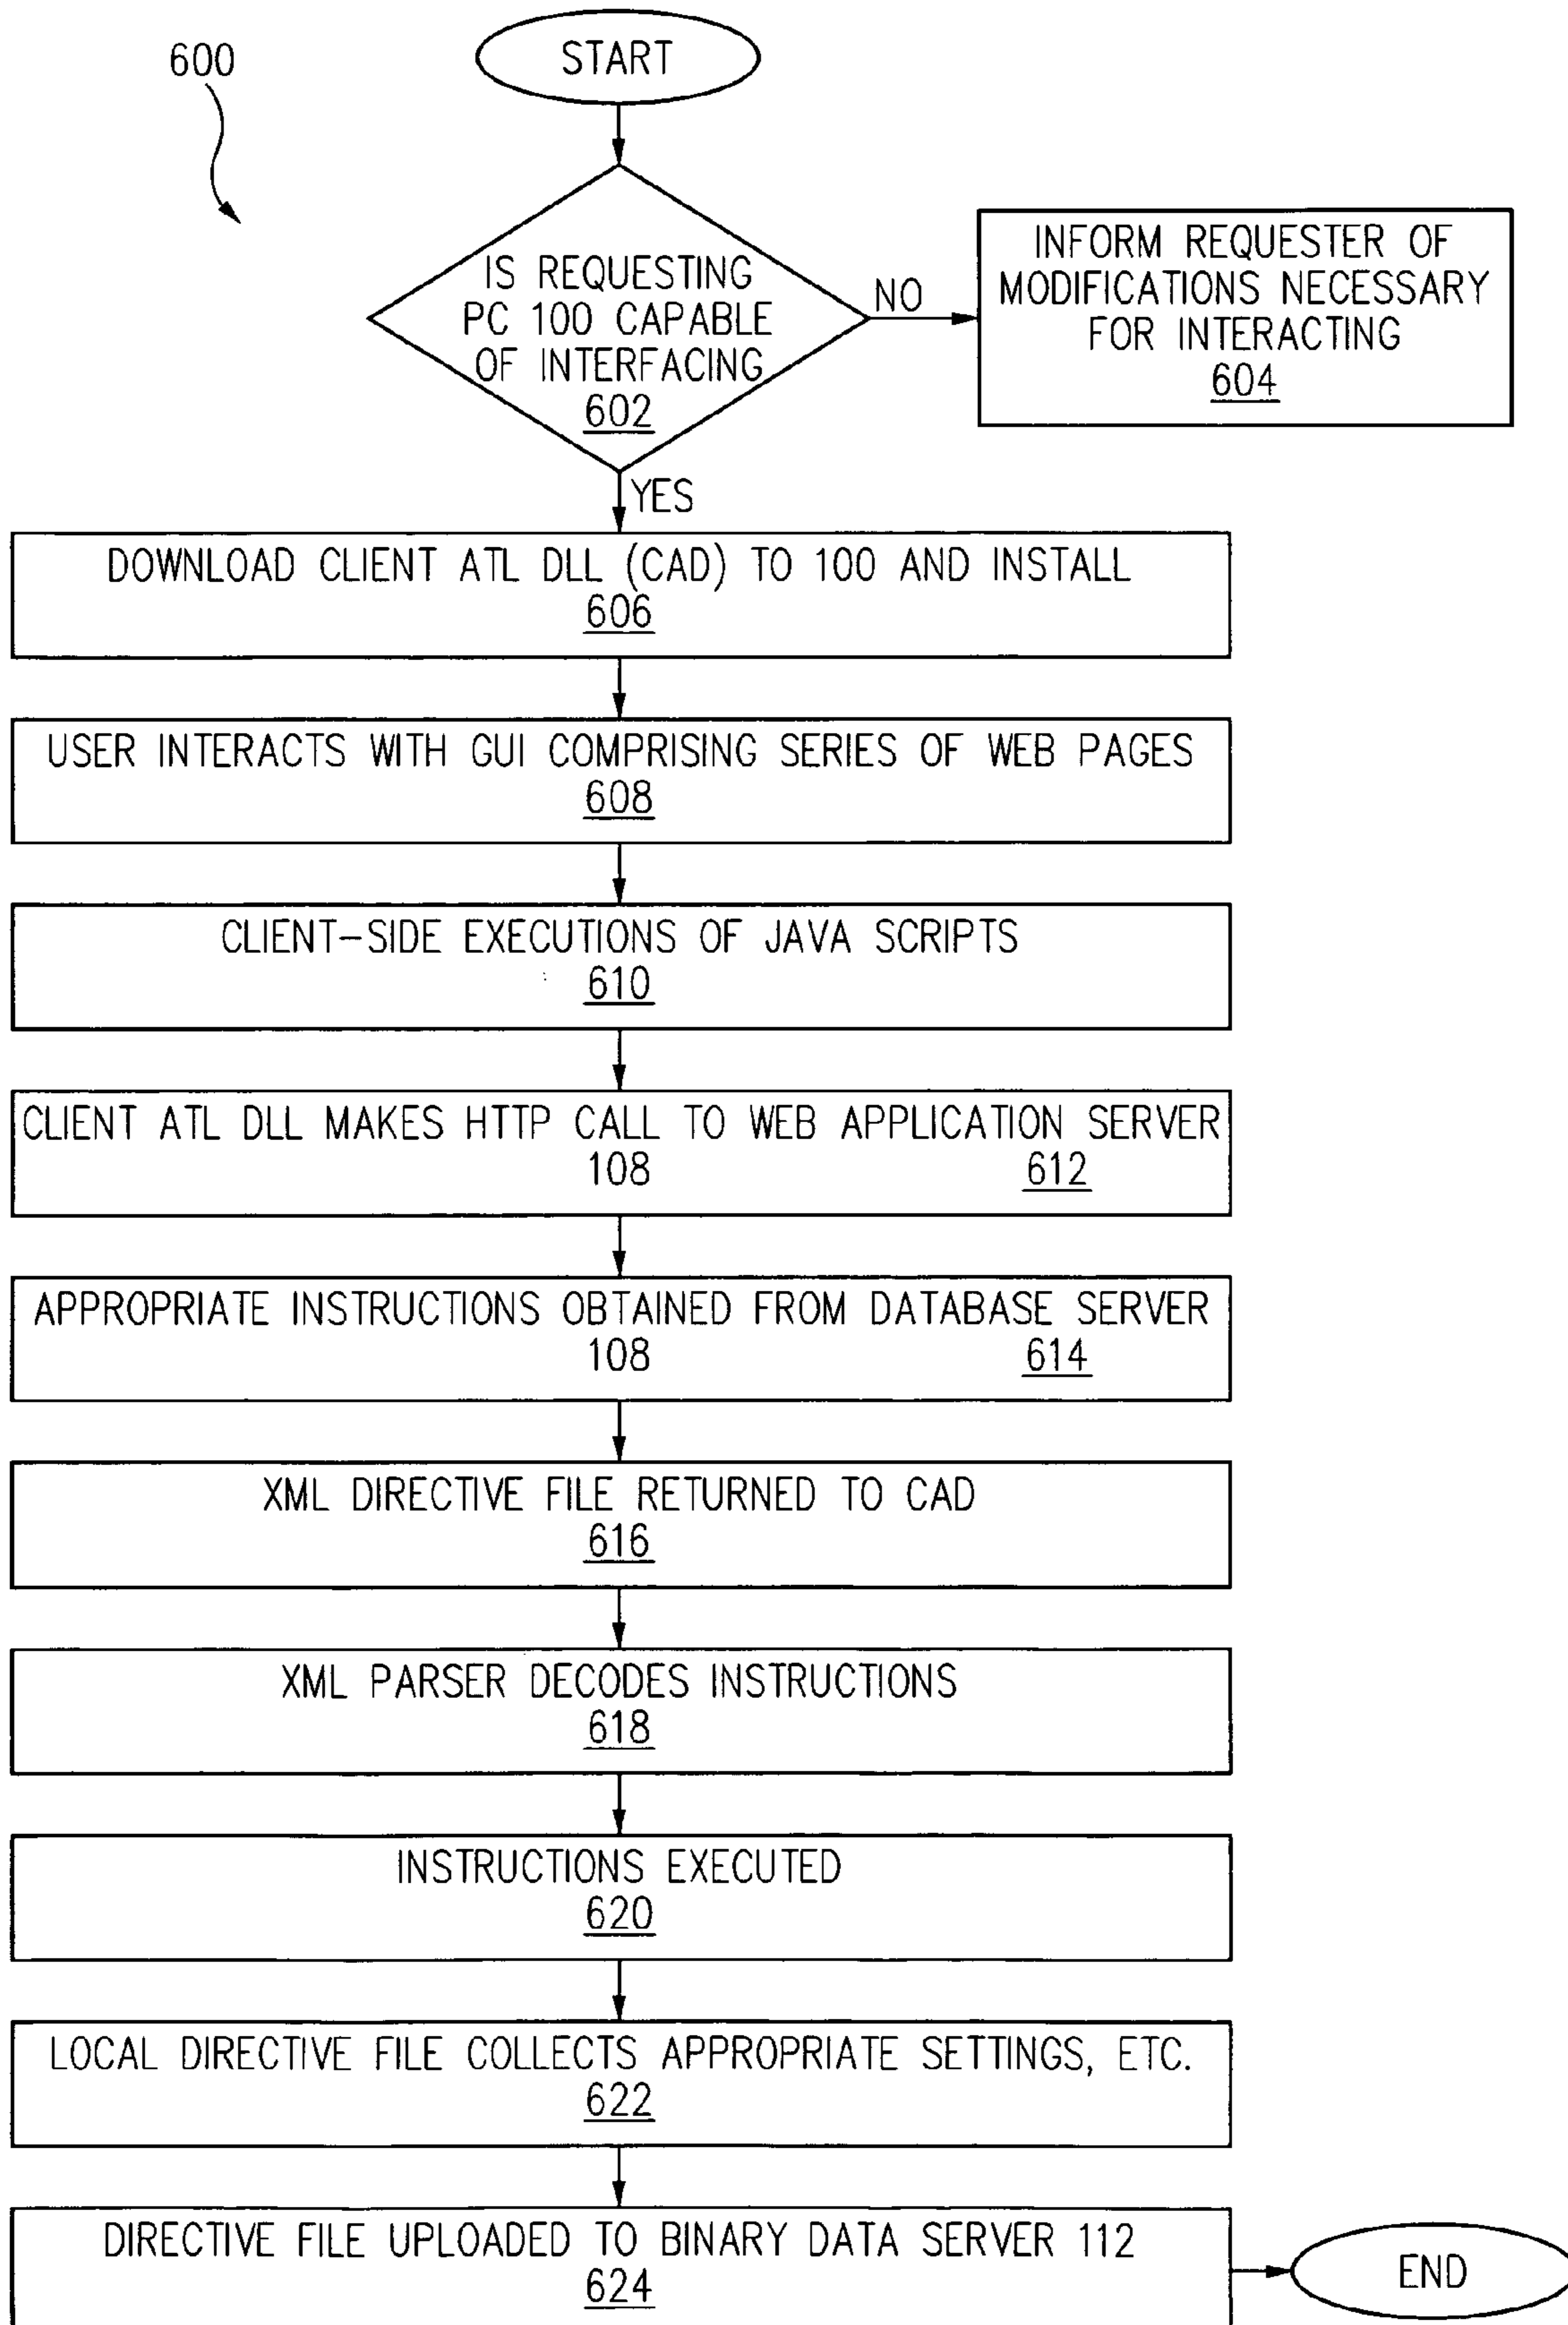 600
START
IS REQUESTING
PC 100 CAPABLE
OF INTERFACING
602
NO
INFORM REQUESTER OF
MODIFICATIONS NECESSARY
FOR INTERACTING
604
YES
DOWNLOAD CLIENT ATL DLL (CAD) TO 100 AND INSTALL
606
USER INTERACTS WITH GUI COMPRISING SERIES OF WEB PAGES
608
CLIENT-SIDE EXECUTIONS OF JAVA SCRIPTS
610
CLIENT ATL DLL MAKES HTTP CALL TO WEB APPLICATION SERVER
108 612
APPROPRIATE INSTRUCTIONS OBTAINED FROM DATABASE SERVER
108 614
XML DIRECTIVE FILE RETURNED TO CAD
616
XML PARSER DECODES INSTRUCTIONS
618
INSTRUCTIONS EXECUTED
620
LOCAL DIRECTIVE FILE COLLECTS APPROPRIATE SETTINGS, ETC.
622
DIRECTIVE FILE UPLOADED TO BINARY DATA SERVER 112
624
END